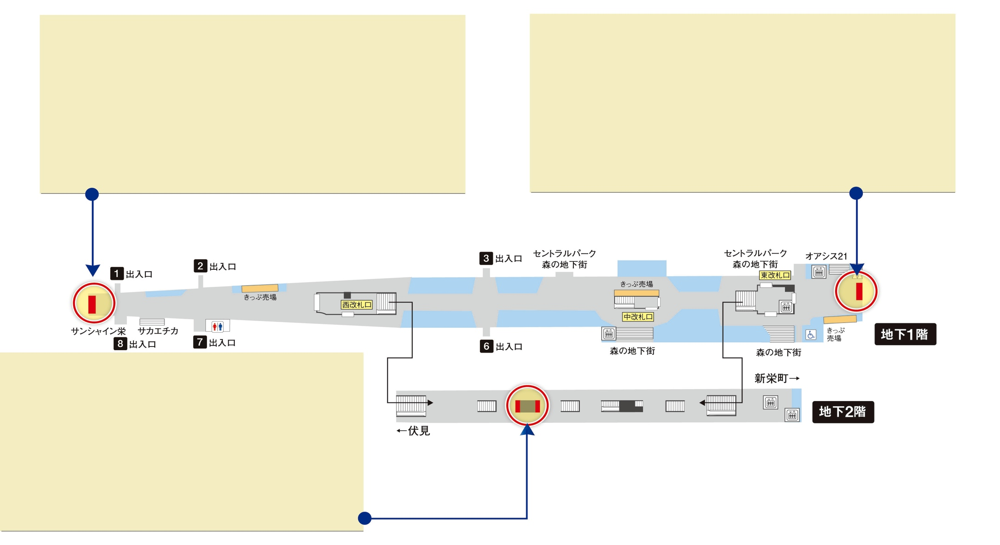 セントラルパーク
森の地下街
セントラルパーク
森の地下街
オアシス21
3 出入口
2 出入口
1 出入口
東改札口
きっぷ売場
きっぷ売場
西改札口
中改札口
サンシャイン栄
サカエチカ
きっぷ
売場
地下1階
8 出入口
7 出入口
6 出入口
森の地下街
森の地下街
新栄町→
地下2階
←伏見